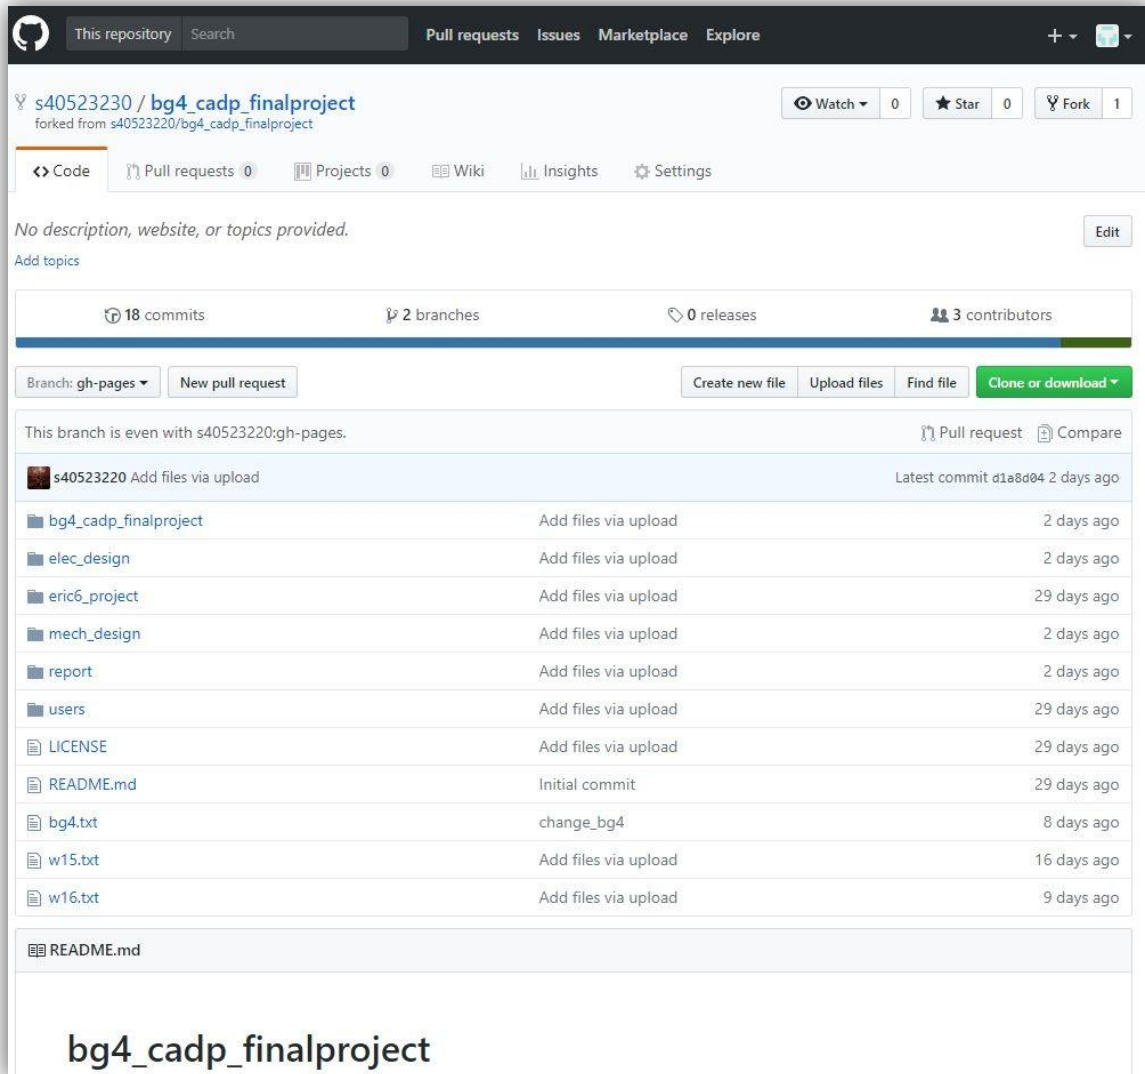 This repository Search Pull requests Issues Marketplace Explore
s40523230 / bg4_cadp_finalproject Watch 0 Star 0 Fork 1
forked from s40523220/bg4_cadp_finalproject
Code Pull requests 0 Projects 0 Wiki Insights Settings
No description, website, or topics provided. Edit
Add topics
18 commits 2 branches 0 releases 3 contributors
Branch: gh-pages New pull request Create new file Upload files Find file Clone or download
This branch is even with s40523220:gh-pages. Pull request Compare
s40523220 Add files via upload Latest commit d1a8d04 2 days ago
bg4_cadp_finalproject Add files via upload 2 days ago
elec_design Add files via upload 2 days ago
eric6_project Add files via upload 29 days ago
mech_design Add files via upload 2 days ago
report Add files via upload 2 days ago
users Add files via upload 29 days ago
LICENSE Add files via upload 29 days ago
README.md Initial commit 29 days ago
bg4.txt change_bg4 8 days ago
w15.txt Add files via upload 16 days ago
w16.txt Add files via upload 9 days ago
README.md
bg4_cadp_finalproject